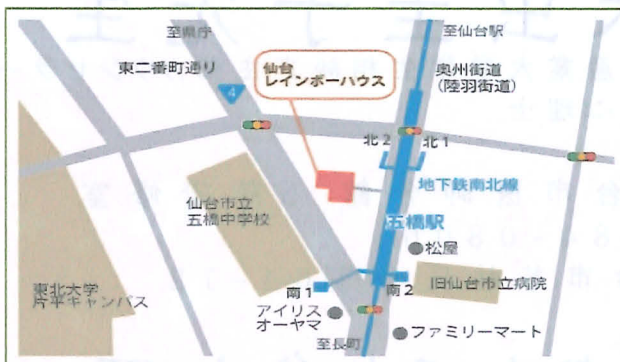 至県庁
至仙台駅
東二番町通り
仙台
レインボーハウス
奥州街道
(陸羽街道)
4
北2
北1
地下鉄南北線
仙台市立
五橋中学校
五橋駅
松屋
東北大学
片平キャンパス
南1
南2
旧仙台市立病院
アイリス
オーヤマ
ファミリーマート
至長町